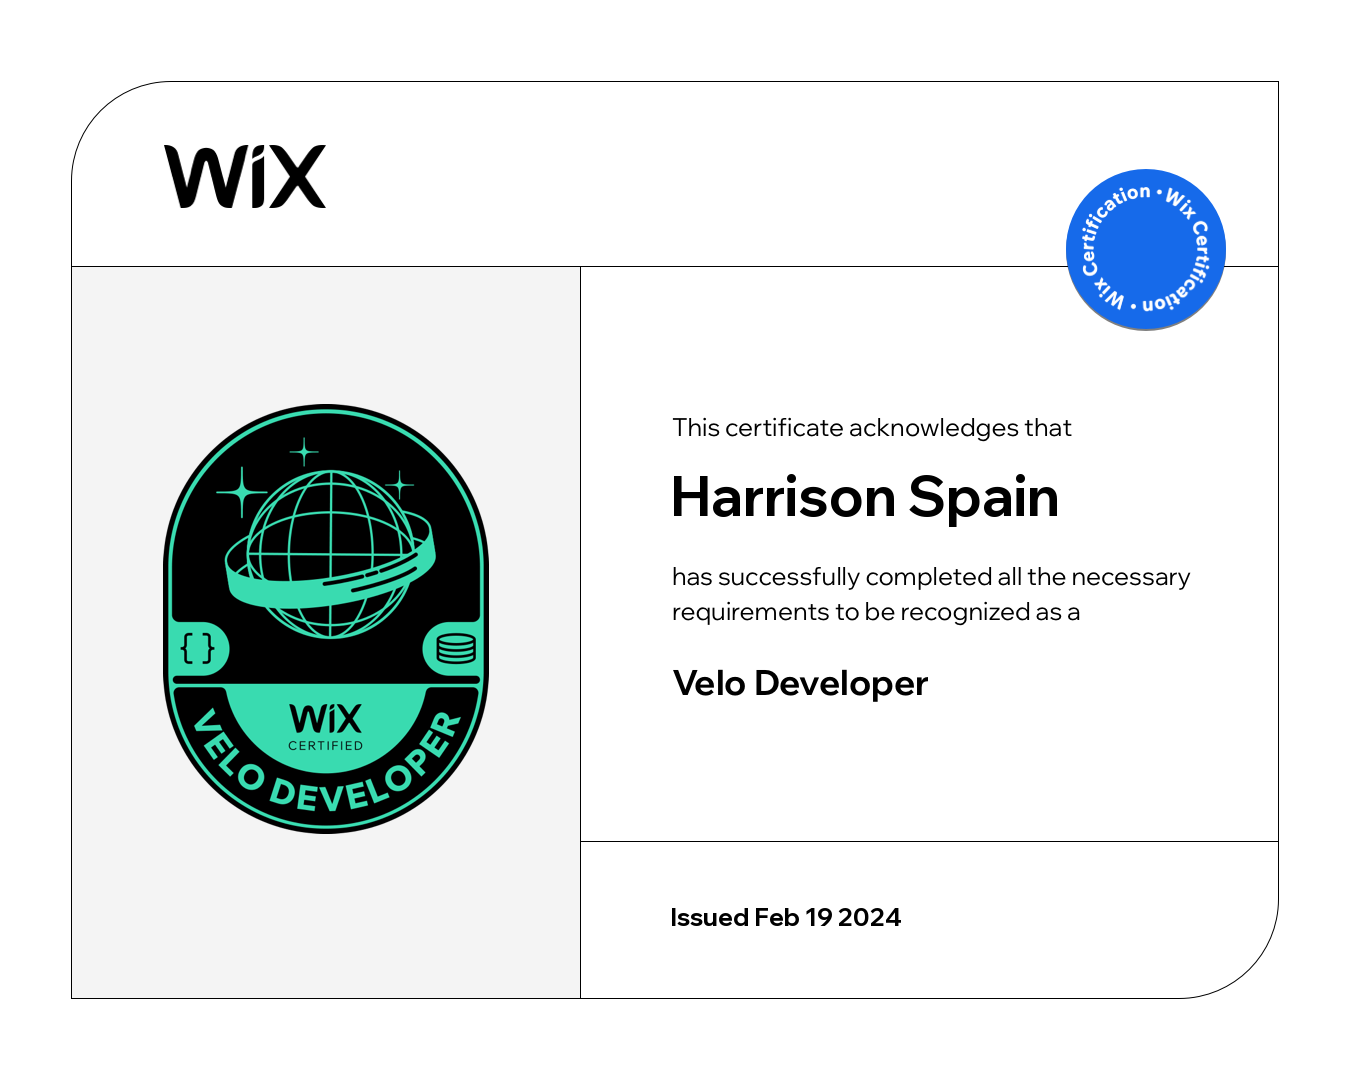 WiX
Wix Certification • Wix Certification •
This certificate acknowledges that
Harrison Spain
has successfully completed all the necessary
requirements to be recognized as a
Velo Developer
{ }
WiX
CERTIFIED
VELO DEVELOPER
Issued Feb 19 2024